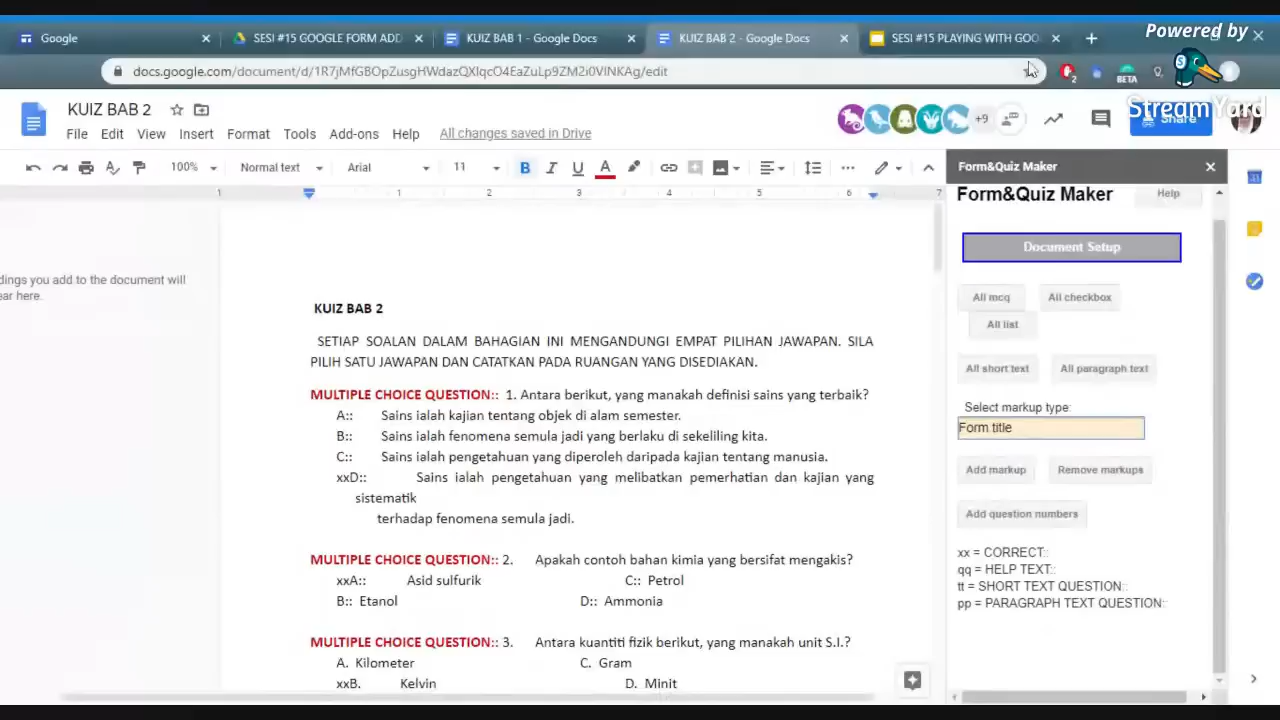 Powered by
StreamYard
Google
SESI #15 GOOGLE FORM ADD
KUIZ BAB 1 - Google Docs
KUIZ BAB 2 - Google Docs
SESI #15 PLAYING WITH GOO
docs.google.com/document/d/1R7jMfGBOpZusgHWdazQXlqcO4EaZuLp9ZM2i0VlNKAg/edit
2
BETA
KUIZ BAB 2
File Edit View Insert Format Tools Add-ons Help All changes saved in Drive
+9
Share
100% Normal text Arial 11 B I U A
Form&Quiz Maker
1 1 2 3 4 5 6 7
dings you add to the document will
ear here.
KUIZ BAB 2
SETIAP SOALAN DALAM BAHAGIAN INI MENGANDUNGI EMPAT PILIHAN JAWAPAN. SILA
PILIH SATU JAWAPAN DAN CATATKAN PADA RUANGAN YANG DISEDIAKAN.
MULTIPLE CHOICE QUESTION:: 1. Antara berikut, yang manakah definisi sains yang terbaik?
A:: Sains ialah kajian tentang objek di alam semester.
B:: Sains ialah fenomena semula jadi yang berlaku di sekeliling kita.
C:: Sains ialah pengetahuan yang diperoleh daripada kajian tentang manusia.
xxD:: Sains ialah pengetahuan yang melibatkan pemerhatian dan kajian yang
sistematik
terhadap fenomena semula jadi.
MULTIPLE CHOICE QUESTION:: 2. Apakah contoh bahan kimia yang bersifat mengakis?
xxA:: Asid sulfurik C:: Petrol
B:: Etanol D:: Ammonia
MULTIPLE CHOICE QUESTION:: 3. Antara kuantiti fizik berikut, yang manakah unit S.I.?
A. Kilometer C. Gram
xxB. Kelvin D. Minit
Form&Quiz Maker Help
Document Setup
All mcq All checkbox
All list
All short text All paragraph text
Select markup type:
Form title
Add markup Remove markups
Add question numbers
xx = CORRECT::
qq = HELP TEXT::
tt = SHORT TEXT QUESTION::
pp = PARAGRAPH TEXT QUESTION::